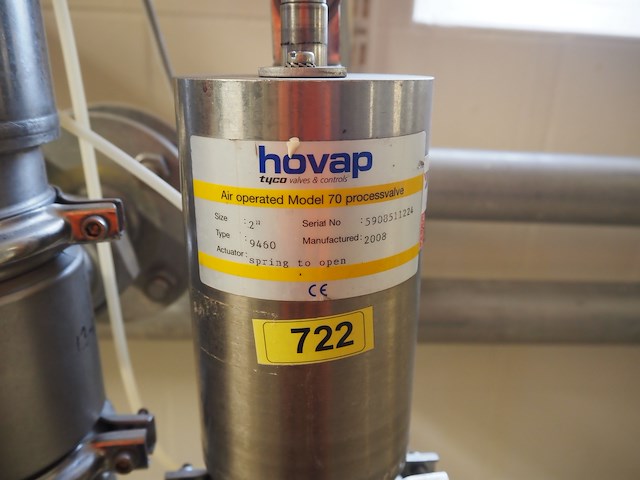 hovap
tyco valves & controls
Air operated Model 70 processvalve
Size : 2" Serial No : 5908511224
Type : 9460 Manufactured : 2008
Actuator : spring to open
CE
722